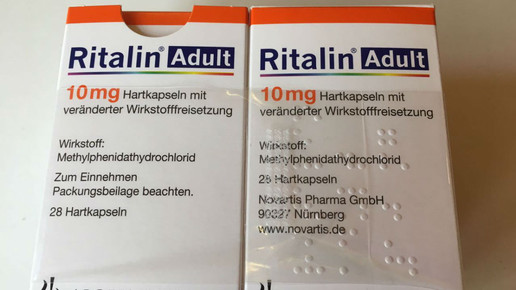 Ritalin® Adult
10 mg Hartkapseln mit
veränderter Wirkstofffreisetzung
Wirkstoff:
Methylphenidathydrochlorid
Zum Einnehmen
Packungsbeilage beachten.
28 Hartkapseln
Ritalin® Adult
10 mg Hartkapseln mit
veränderter Wirkstofffreisetzung
Wirkstoff:
Methylphenidathydrochlorid
28 Hartkapseln
Novartis Pharma GmbH
90327 Nürnberg
www.novartis.de